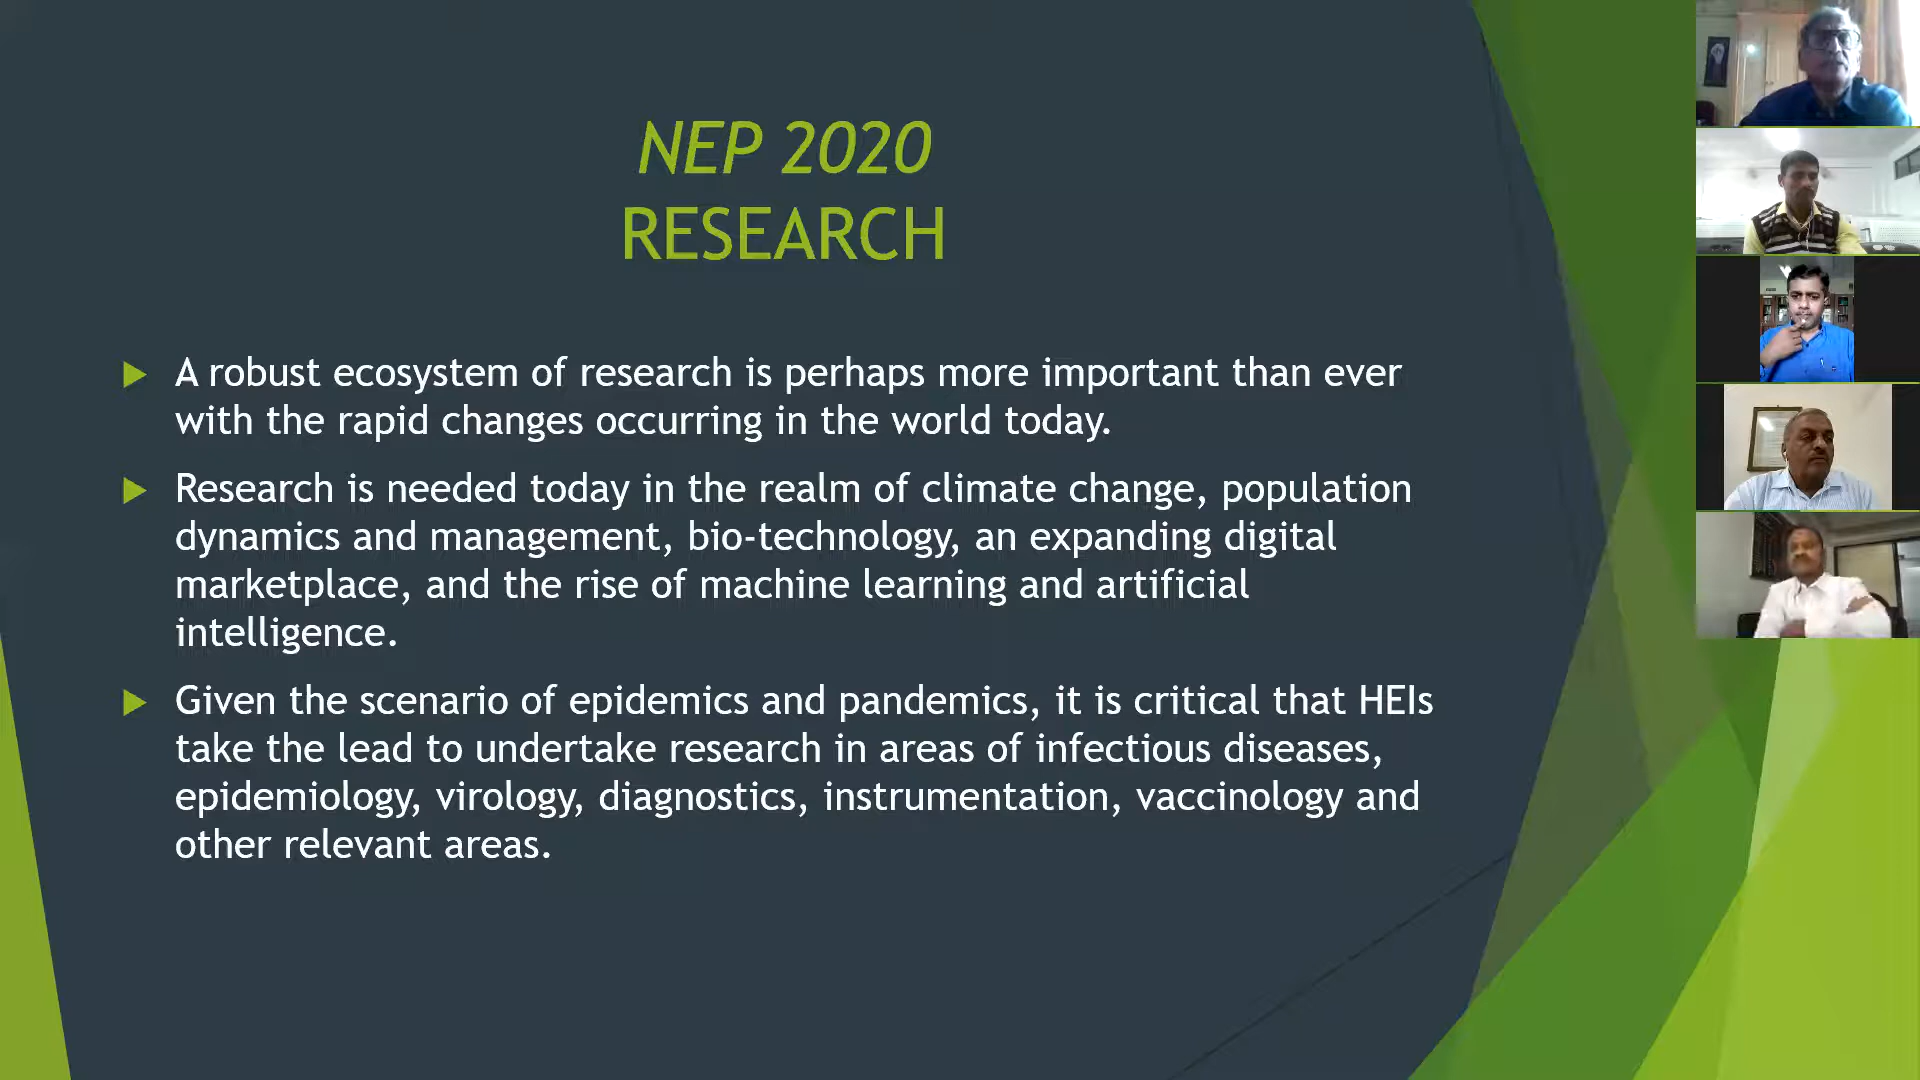 NEP 2020
RESEARCH
A robust ecosystem of research is perhaps more important than ever
with the rapid changes occurring in the world today.
Research is needed today in the realm of climate change, population
dynamics and management, bio-technology, an expanding digital
marketplace, and the rise of machine learning and artificial
intelligence.
Given the scenario of epidemics and pandemics, it is critical that HEIs
take the lead to undertake research in areas of infectious diseases,
epidemiology, virology, diagnostics, instrumentation, vaccinology and
other relevant areas.